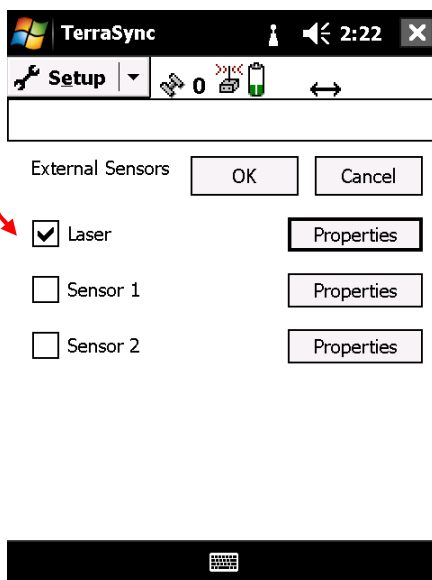 TerraSync 2:22
Setup 0
External Sensors OK Cancel
Laser Properties
Sensor 1 Properties
Sensor 2 Properties